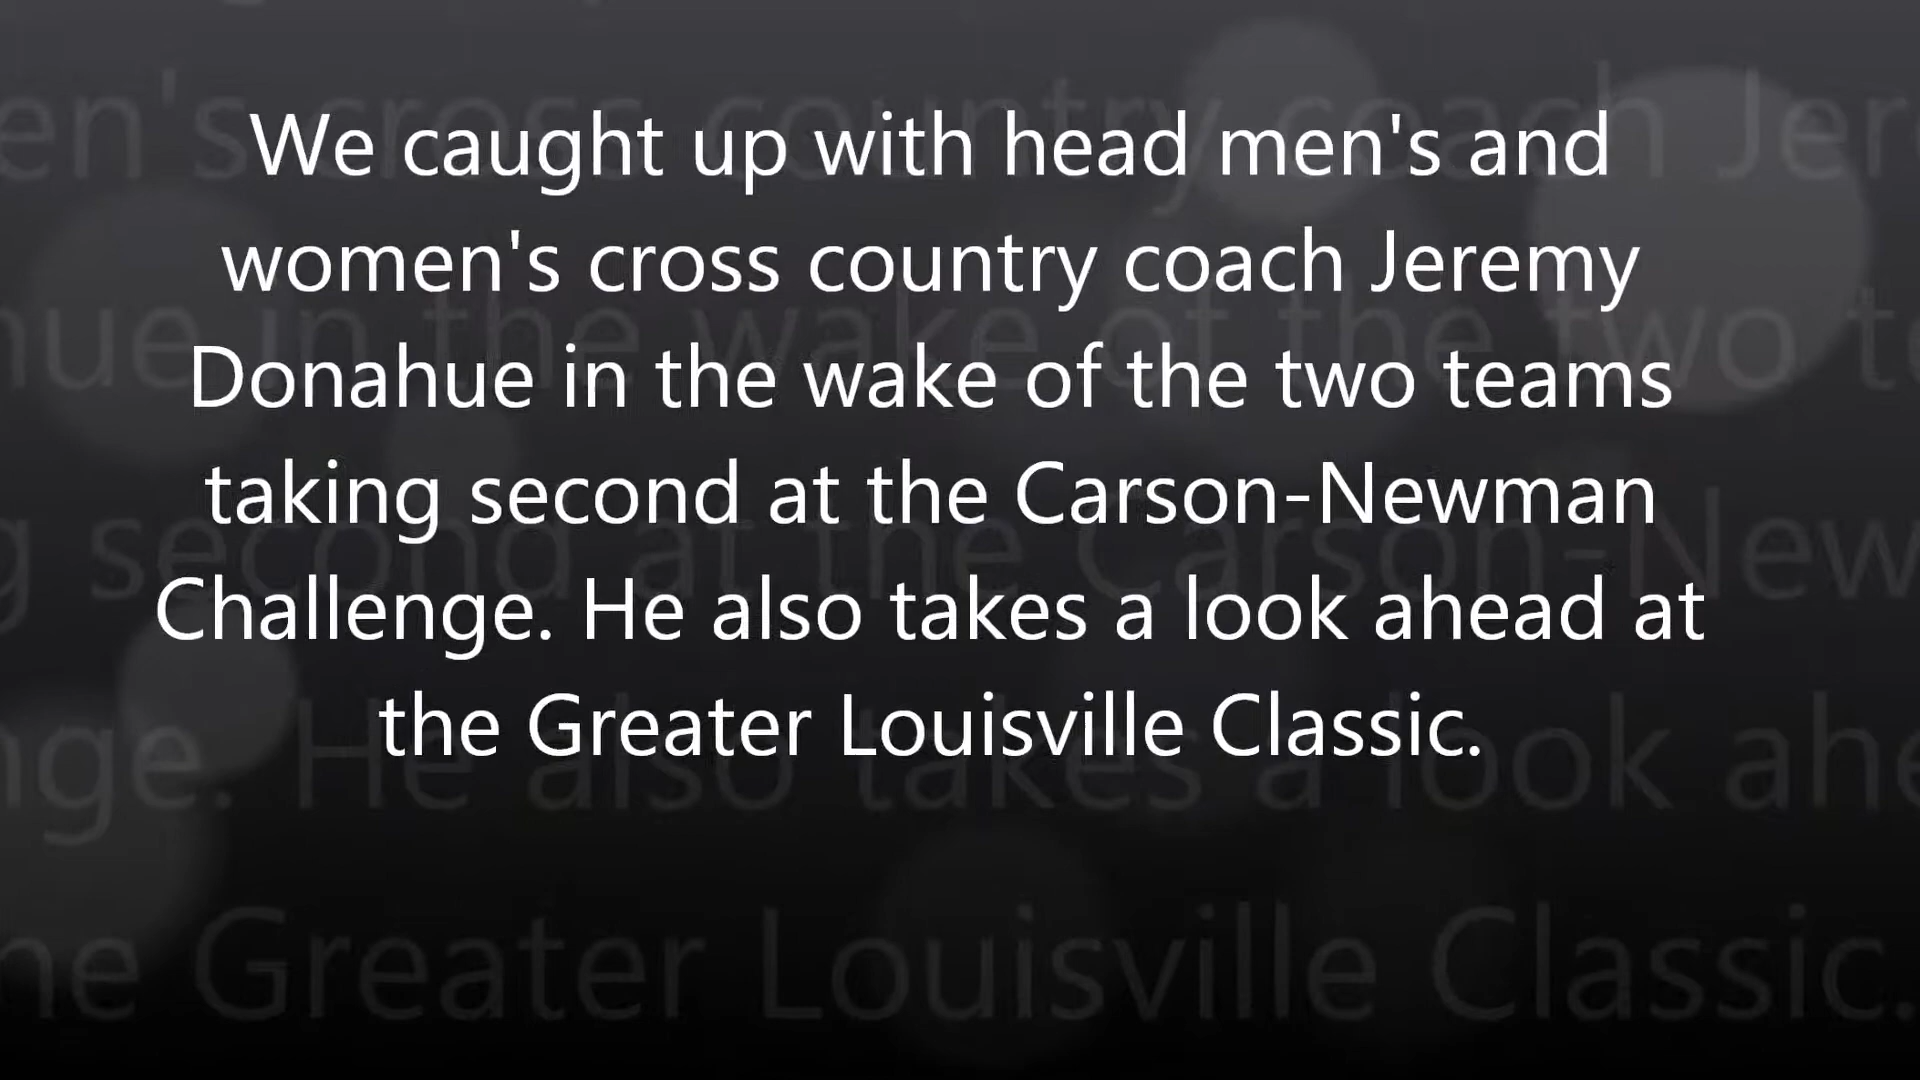 We caught up with head men's and
women's cross country coach Jeremy
Donahue in the wake of the two teams
taking second at the Carson-Newman
Challenge. He also takes a look ahead at
the Greater Louisville Classic.